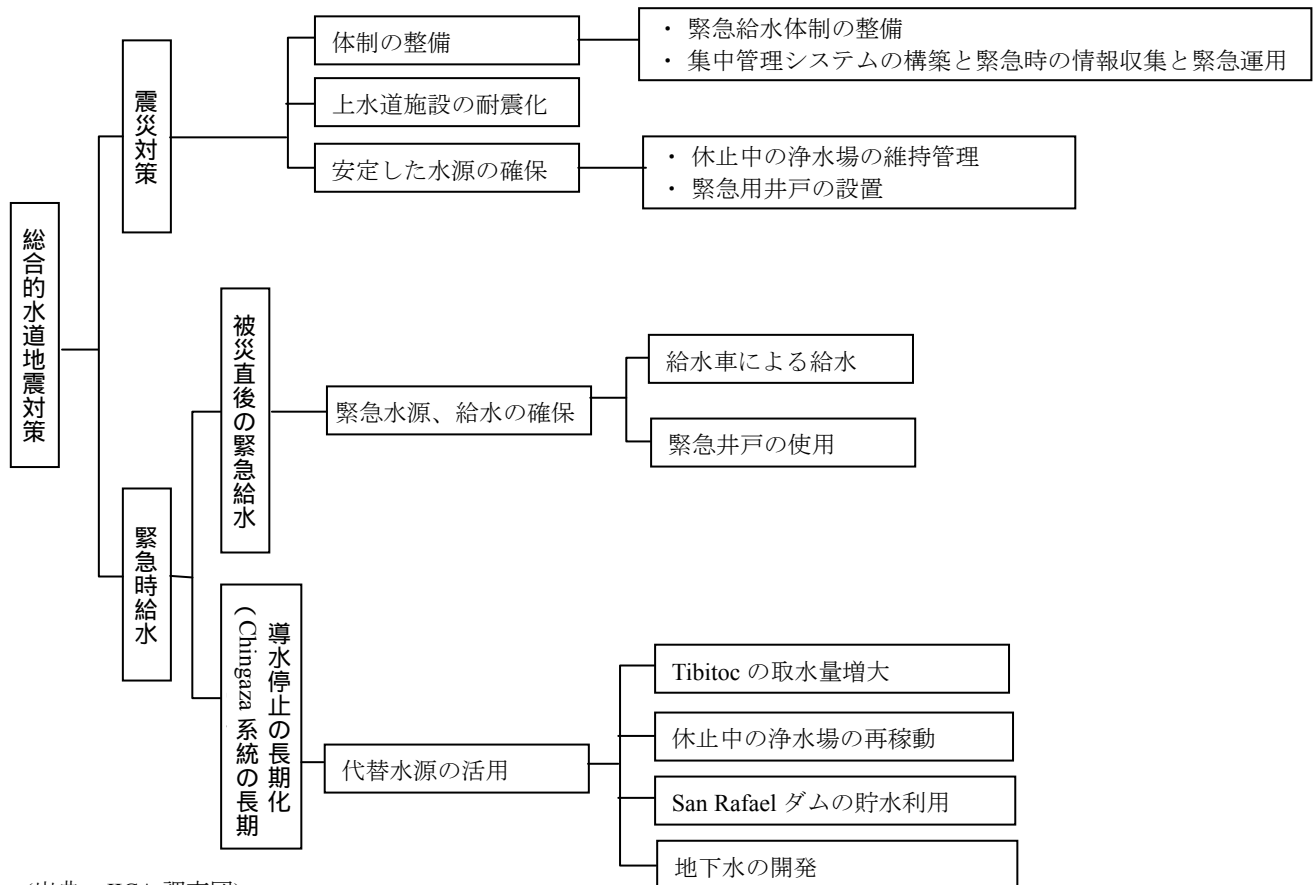 総合的水道地震対策
震災対策
体制の整備
・ 緊急給水体制の整備
・ 集中管理システムの構築と緊急時の情報収集と緊急運用
上水道施設の耐震化
安定した水源の確保
・ 休止中の浄水場の維持管理
・ 緊急用井戸の設置
緊急時給水
被災直後の緊急給水
緊急水源、給水の確保
給水車による給水
緊急井戸の使用
導水停止の長期化
(Chingaza 系統の長期
代替水源の活用
Tibitoc の取水量増大
休止中の浄水場の再稼動
San Rafael ダムの貯水利用
地下水の開発